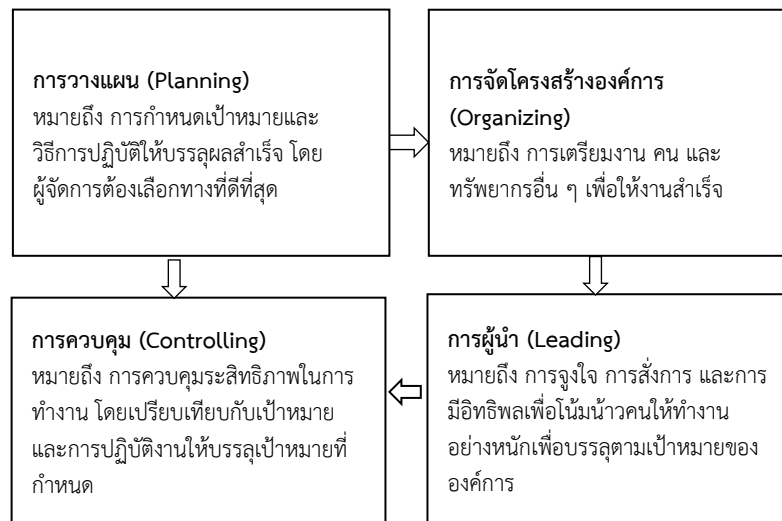 การวางแผน (Planning)
หมายถึง การกำหนดเป้าหมายและ
วิธีการปฏิบัติให้บรรลุผลสำเร็จ โดย
ผู้จัดการต้องเลือกทางที่ดีที่สุด
การจัดโครงสร้างองค์การ
(Organizing)
หมายถึง การเตรียมงาน คน และ
ทรัพยากรอื่น ๆ เพื่อให้งานสำเร็จ
การควบคุม (Controlling)
หมายถึง การควบคุมระสิทธิภาพในการ
ทำงาน โดยเปรียบเทียบกับเป้าหมาย
และการปฏิบัติงานให้บรรลุเป้าหมายที่
กำหนด
การผู้นำ (Leading)
หมายถึง การจูงใจ การสั่งการ และการ
มีอิทธิพลเพื่อโน้มน้าวคนให้ทำงาน
อย่างหนักเพื่อบรรลุตามเป้าหมายของ
องค์การ